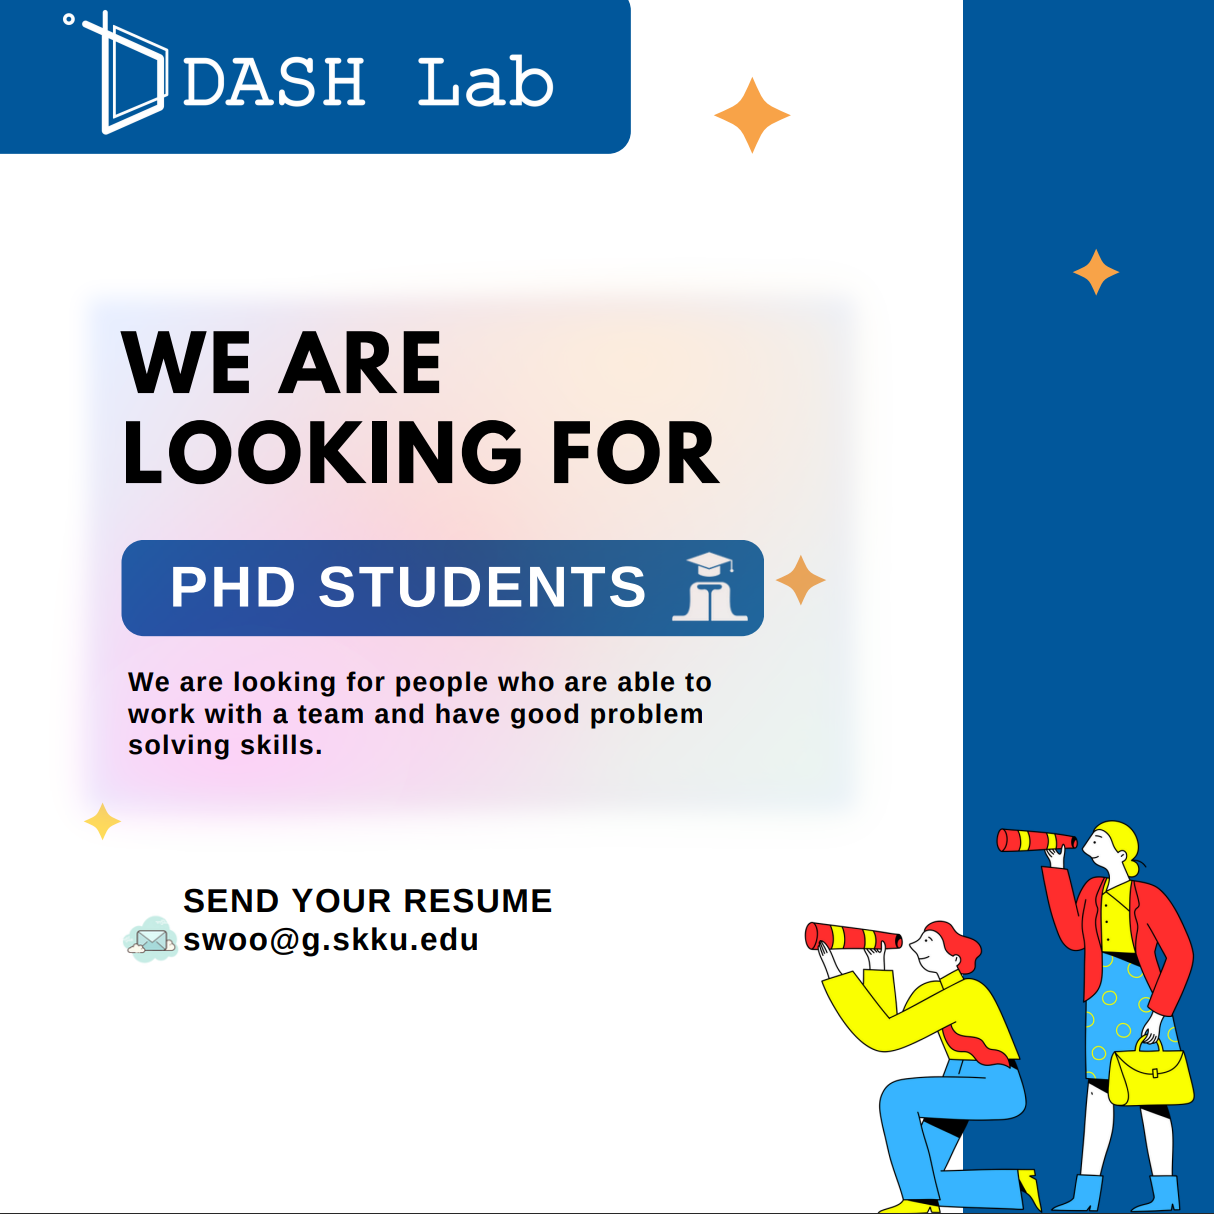 DASH Lab
WE ARE
LOOKING FOR
PHD STUDENTS
We are looking for people who are able to
work with a team and have good problem
solving skills.
SEND YOUR RESUME
swoo@g.skku.edu